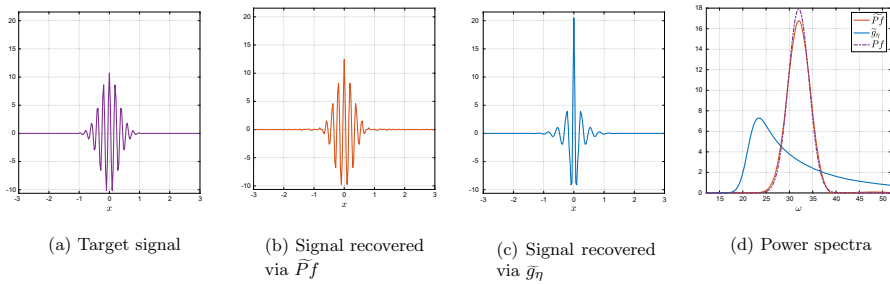 20
15
10
5
0
-5
-10
-3 -2 -1 0 1 2 3
x
(a) Target signal
20
15
10
5
0
-5
-10
-3 -2 -1 0 1 2 3
x
(b) Signal recovered
via P̃f
20
15
10
5
0
-5
-10
-3 -2 -1 0 1 2 3
x
(c) Signal recovered
via g̃η
18
16
14
12
10
8
6
4
2
0
15 20 25 30 35 40 45 50
ω
P̃f
g̃η
Pf
(d) Power spectra